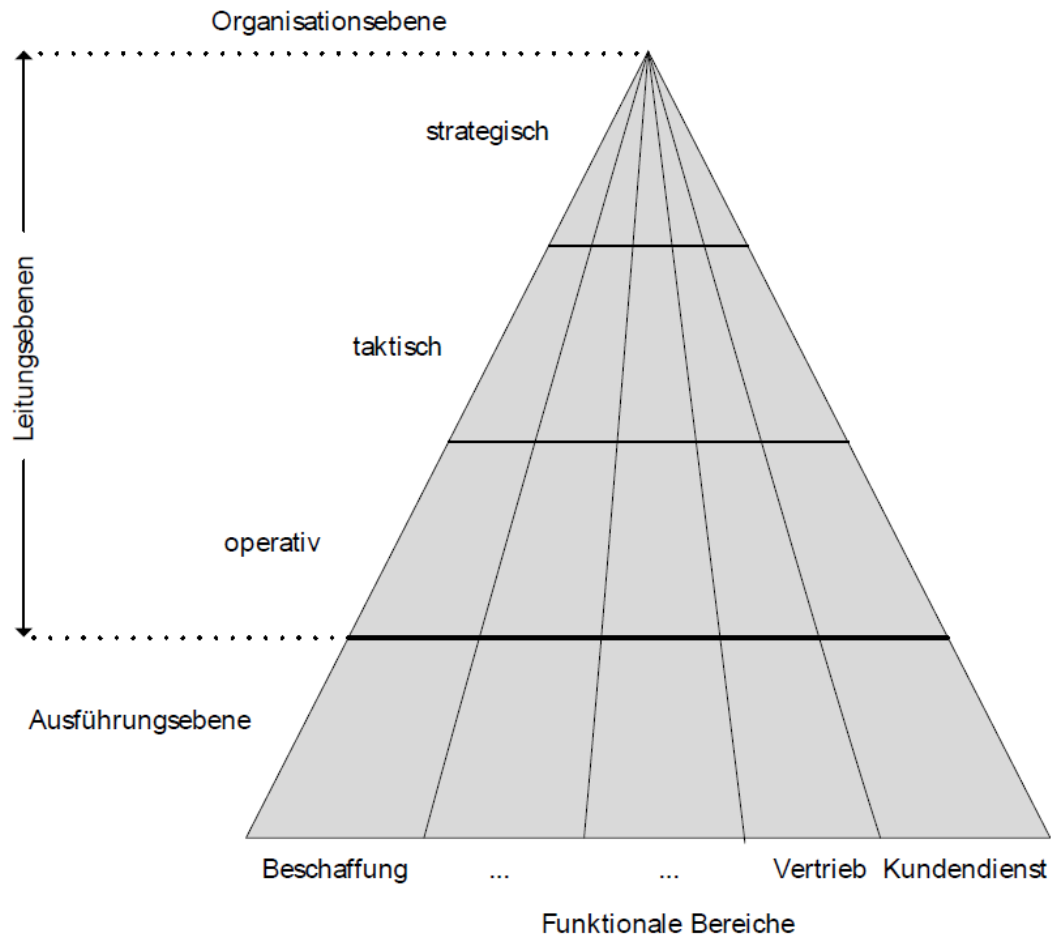 Organisationsebene
strategisch
Leitungsebenen
taktisch
operativ
Ausführungsebene
Beschaffung ... ... Vertrieb Kundendienst
Funktionale Bereiche